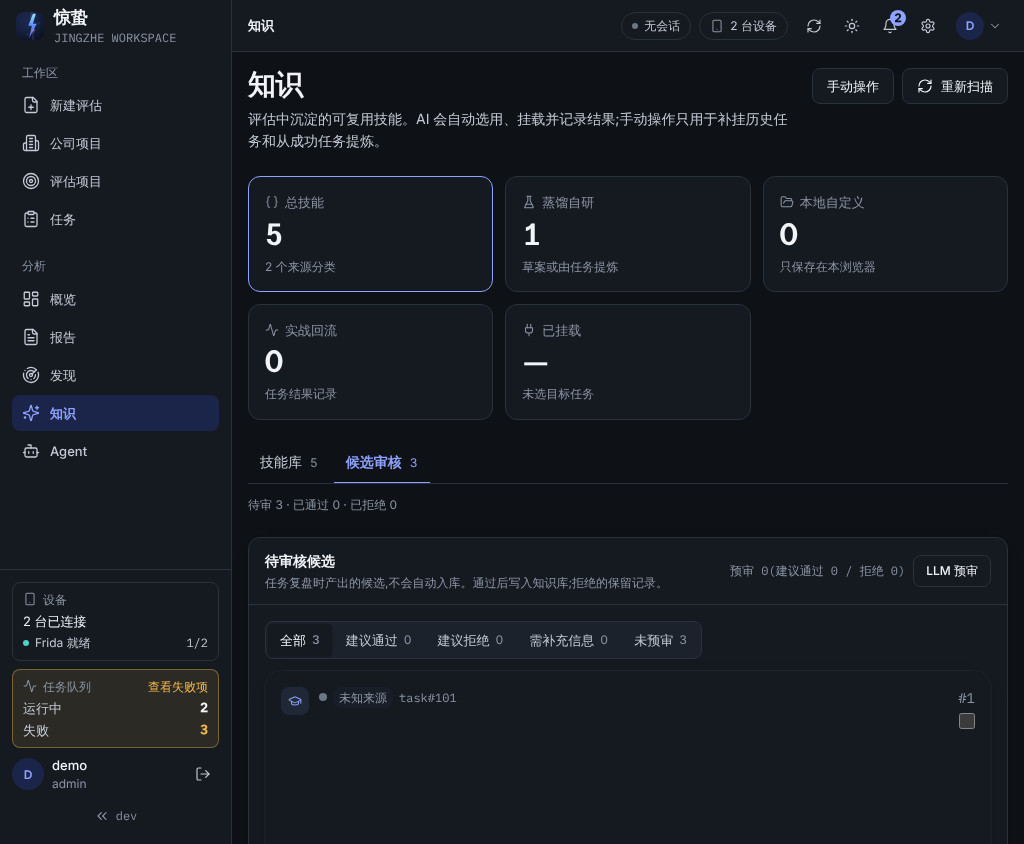 惊蛰
JINGZHE WORKSPACE
工作区
新建评估
公司项目
评估项目
任务
分析
概览
报告
发现
知识
Agent
设备
2 台已连接
Frida 就绪 1/2
任务队列 查看失败项
运行中 2
失败 3
D
demo
admin
dev
知识
无会话
2 台设备
2
D
知识
评估中沉淀的可复用技能。AI 会自动选用、挂载并记录结果;手动操作只用于补挂历史任
务和从成功任务提炼。
手动操作
重新扫描
总技能
5
2 个来源分类
蒸馏自研
1
草案或由任务提炼
本地自定义
0
只保存在本浏览器
实战回流
0
任务结果记录
已挂载
—
未选目标任务
技能库 5
候选审核 3
待审 3 · 已通过 0 · 已拒绝 0
待审核候选
任务复盘时产出的候选,不会自动入库。通过后写入知识库;拒绝的保留记录。
预审 0(建议通过 0 / 拒绝 0)
LLM 预审
全部 3
建议通过 0
建议拒绝 0
需补充信息 0
未预审 3
未知来源 task#101
#1